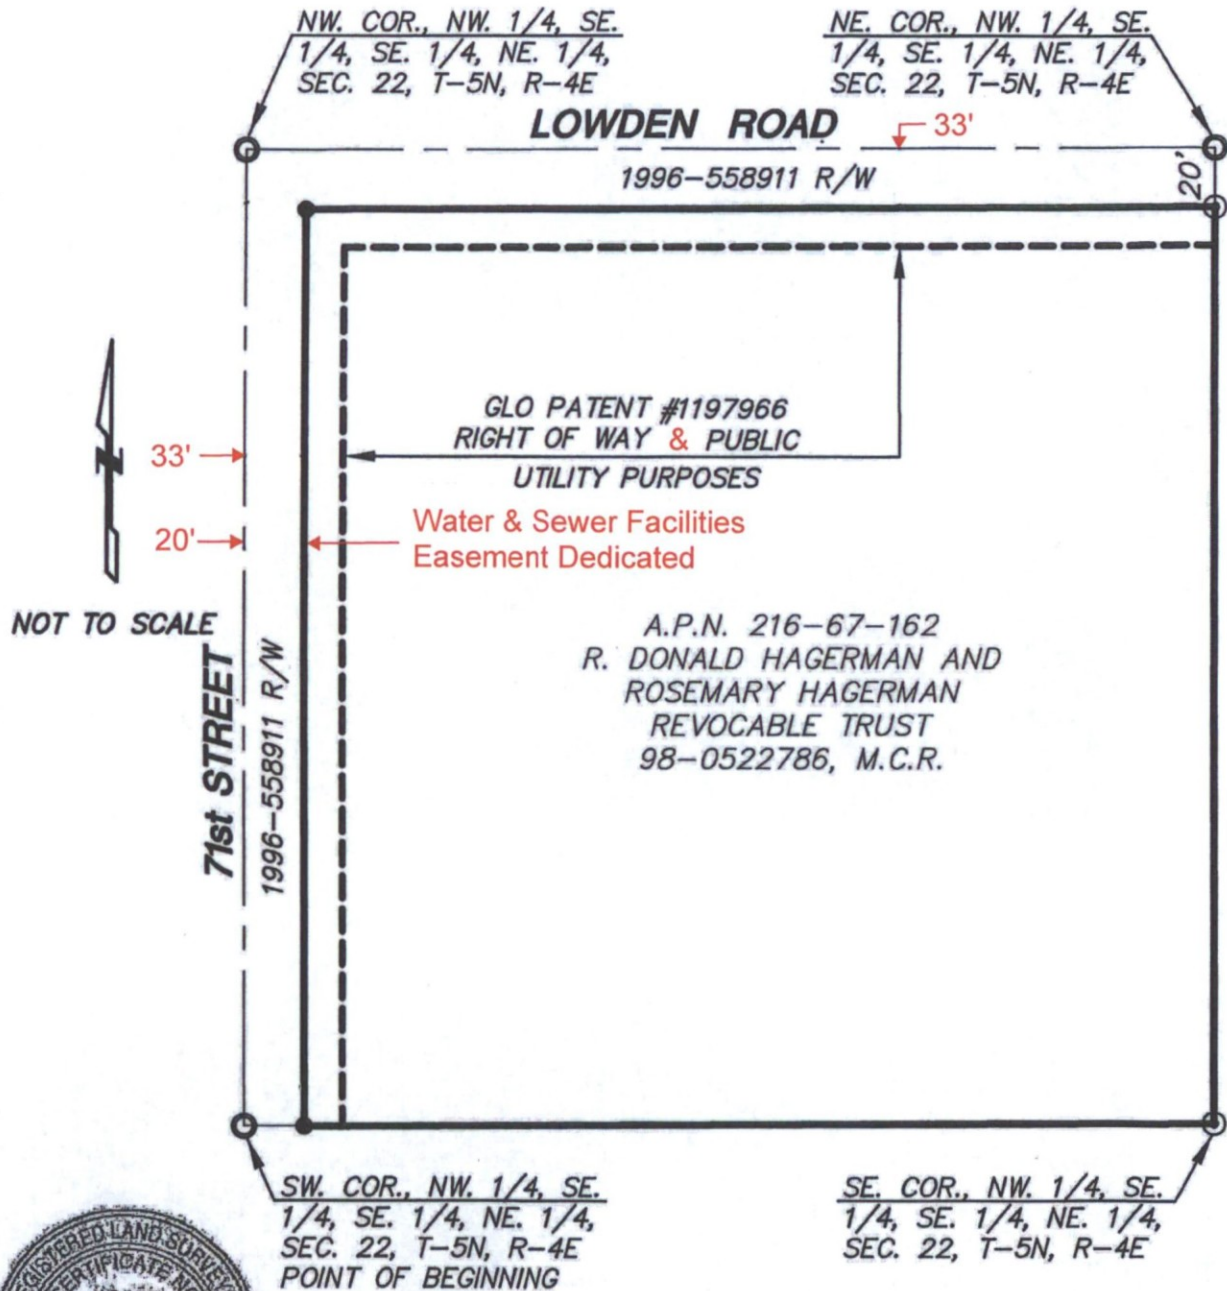 NW. COR., NW. 1/4, SE.
1/4, SE. 1/4, NE. 1/4,
SEC. 22, T-5N, R-4E
NE. COR., NW. 1/4, SE.
1/4, SE. 1/4, NE. 1/4,
SEC. 22, T-5N, R-4E
LOWDEN ROAD
33'
1996-558911 R/W
20'
GLO PATENT #1197966
RIGHT OF WAY & PUBLIC
UTILITY PURPOSES
N
33'
20'
Water & Sewer Facilities
Easement Dedicated
NOT TO SCALE
71st STREET
1996-558911 R/W
A.P.N. 216-67-162
R. DONALD HAGERMAN AND
ROSEMARY HAGERMAN
REVOCABLE TRUST
98-0522786, M.C.R.
SW. COR., NW. 1/4, SE.
1/4, SE. 1/4, NE. 1/4,
SEC. 22, T-5N, R-4E
POINT OF BEGINNING
SE. COR., NW. 1/4, SE.
1/4, SE. 1/4, NE. 1/4,
SEC. 22, T-5N, R-4E
LAND